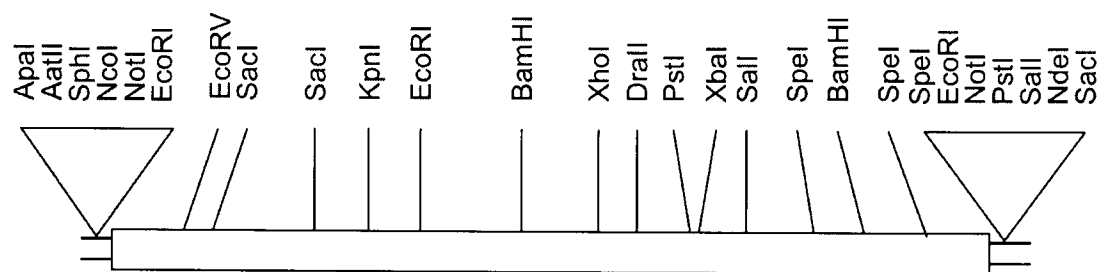 ApaI
AatII
SphI
NcoI
NotI
EcoRI
EcoRV
SacI
SacI
KpnI
EcoRI
BamHI
XhoI
DraII
PstI
XbaI
SalI
SpeI
BamHI
SpeI
SpeI
EcoRI
NotI
PstI
SalI
NdeI
SacI